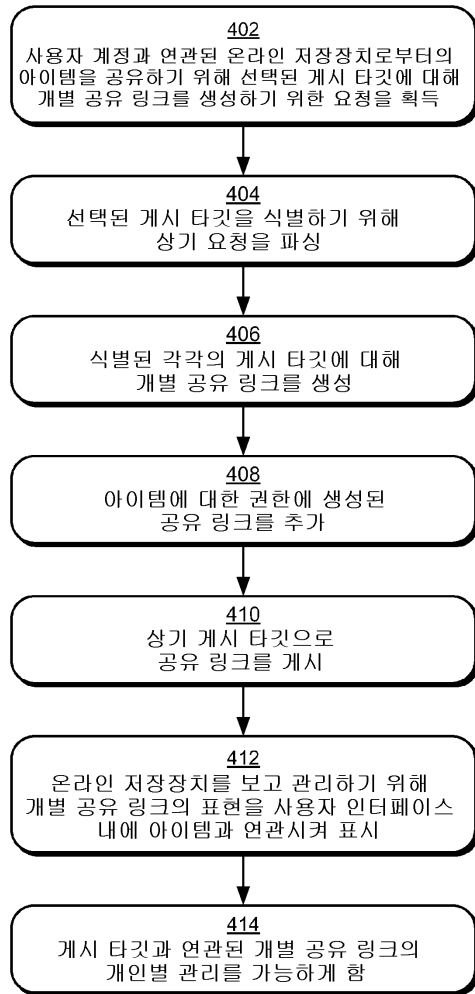 402
사용자 계정과 연관된 온라인 저장장치로부터의
아이템을 공유하기 위해 선택된 게시 타깃에 대해
개별 공유 링크를 생성하기 위한 요청을 획득
404
선택된 게시 타깃을 식별하기 위해
상기 요청을 파싱
406
식별된 각각의 게시 타깃에 대해
개별 공유 링크를 생성
408
아이템에 대한 권한에 생성된
공유 링크를 추가
410
상기 게시 타깃으로
공유 링크를 게시
412
온라인 저장장치를 보고 관리하기 위해
개별 공유 링크의 표현을 사용자 인터페이스
내에 아이템과 연관시켜 표시
414
게시 타깃과 연관된 개별 공유 링크의
개인별 관리를 가능하게 함